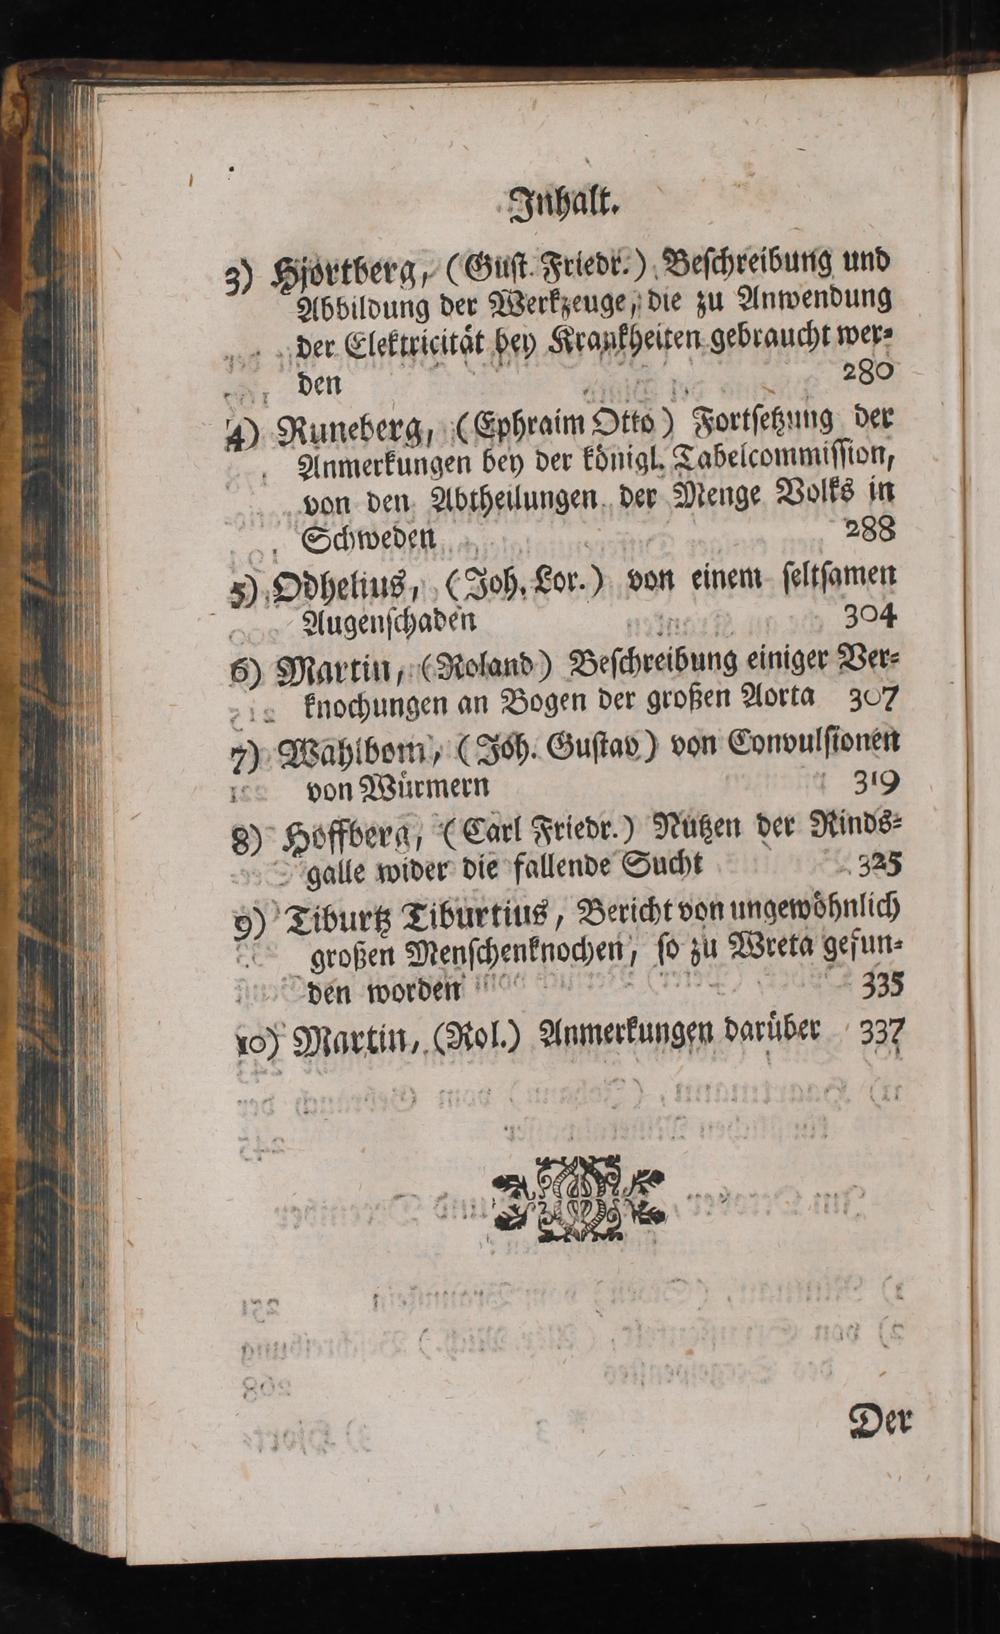 Inhalt.
3) Hjortberg, (Gust. Friedr.) Beschreibung und
Abbildung der Werkzeuge, die zu Anwendung
der Elektricität bey Krankheiten gebraucht wer-
den 280
4) Runeberg, (Ephraim Otto) Fortsetzung der
Anmerkungen bey der königl. Tabelcommission,
von den Abtheilungen der Menge Volks in
Schweden 288
5) Odhelius, (Joh. Lor.) von einem seltsamen
Augenschaden 304
6) Martin, (Roland) Beschreibung einiger Ver-
knochungen an Bogen der großen Aorta 307
7) Wahlbom, (Joh. Gustav) von Convulsionen
von Würmern 319
8) Hoffberg, (Carl Friedr.) Nutzen der Rinds-
galle wider die fallende Sucht 325
9) Tiburtz Tiburtius, Bericht von ungewöhnlich
großen Menschenknochen, so zu Wreta gefun-
den worden 335
10) Martin, (Rol.) Anmerkungen darüber 337
Der